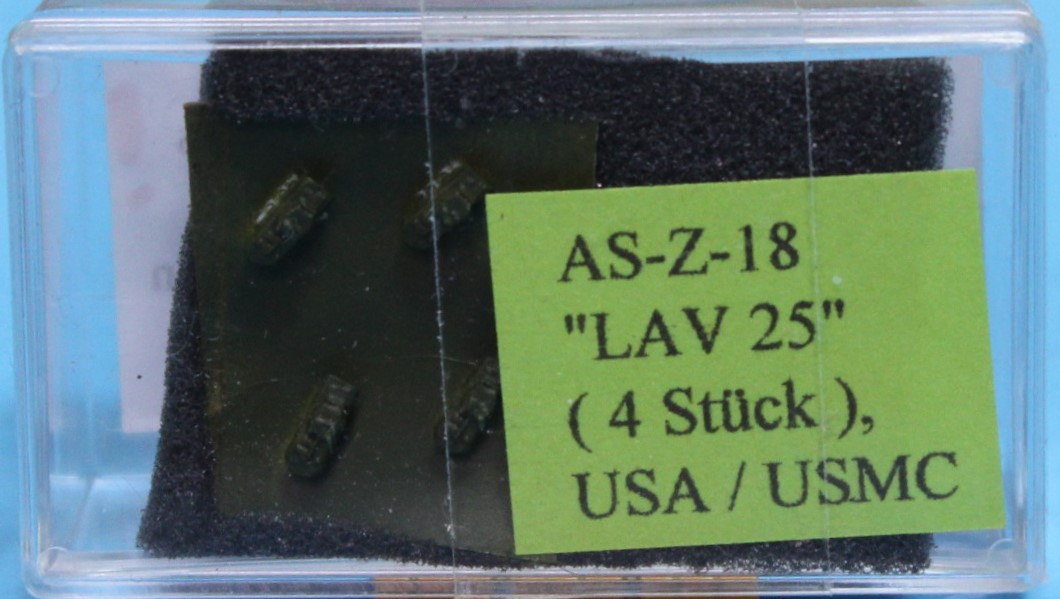 AS-Z-18
"LAV 25"
( 4 Stück ),
USA / USMC